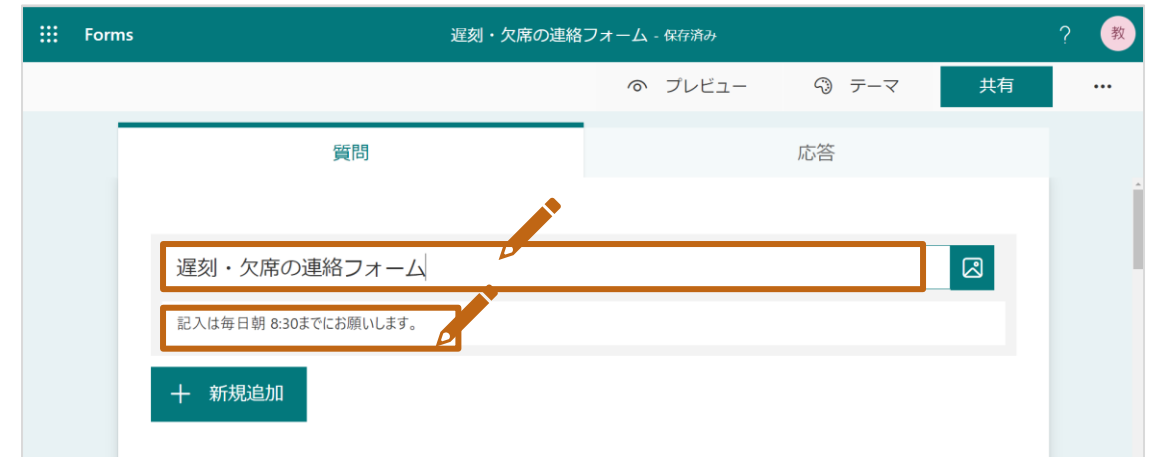 Forms
遅刻・欠席の連絡フォーム - 保存済み
?
教
プレビュー
テーマ
共有
...
質問
応答
遅刻・欠席の連絡フォーム
記入は毎日朝 8:30までにお願いします。
+ 新規追加